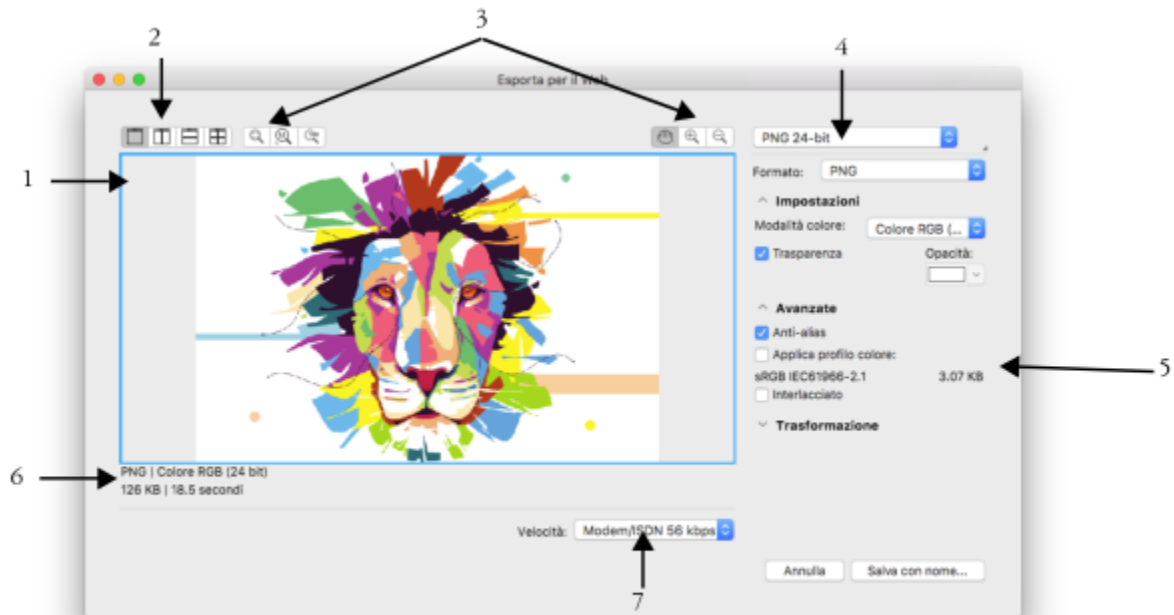 3
2
4
Esporta per il Web
PNG 24-bit
1
Formato: PNG
Impostazioni
Modalità colore: Colore RGB (...
Trasparenza Opacità:
Avanzate
Anti-alias
Applica profilo colore:
5
sRGB IEC61966-2.1 3.07 KB
Interlacciato
Trasformazione
6
PNG | Colore RGB (24 bit)
126 KB | 18.5 secondi
Velocità: Modem/ISDN 56 kbps
Annulla Salva con nome...
7